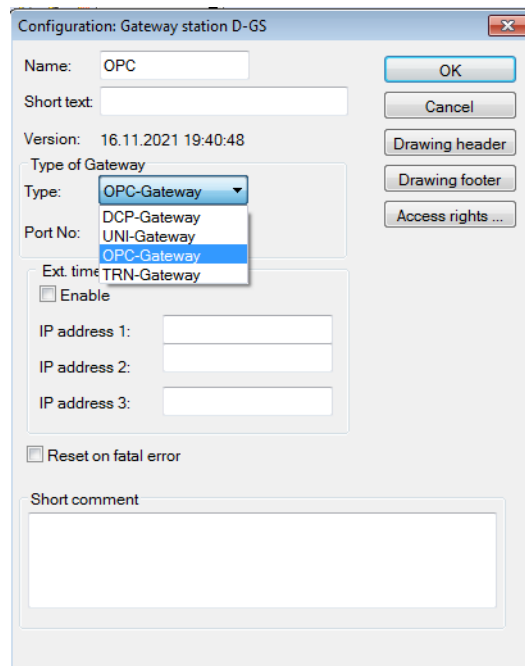 Configuration: Gateway station D-GS
Name: OPC
OK
Short text:
Cancel
Version: 16.11.2021 19:40:48
Drawing header
Type of Gateway
Drawing footer
Type: OPC-Gateway
Access rights ...
DCP-Gateway
Port No:
UNI-Gateway
OPC-Gateway
TRN-Gateway
Ext. time
Enable
IP address 1:
IP address 2:
IP address 3:
Reset on fatal error
Short comment